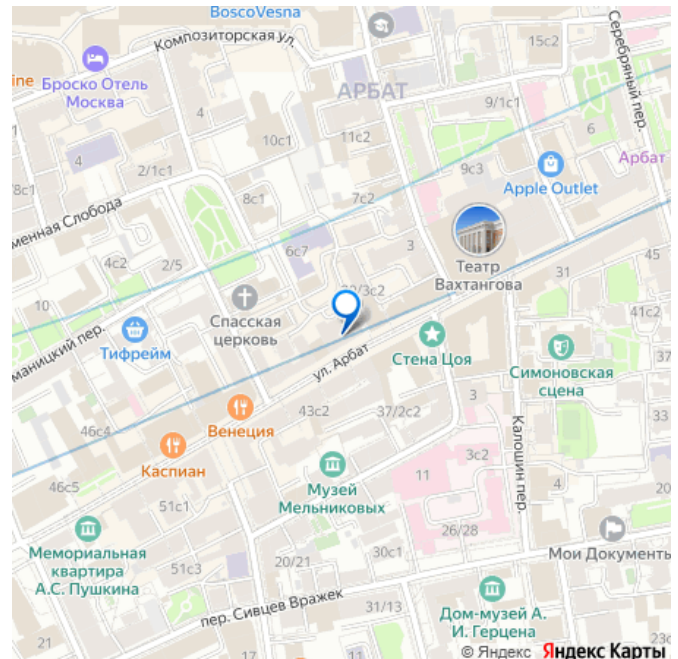 BoscoVesna
Композиторская ул.
15с2
Серебряный пер.
ine
Броско Отель
Москва
АРБАТ
4
9/1с1
6
10с1
11с2
4
2/1с1
9с3
Арбат
Apple Outlet
78с1
8с1
7с2
менная Слобода
6с7
3
Театр
Вахтангова
45
4с2
2/5
31
10
/3с2
41с2
Спасская
церковь
маницкий пер.
Тифрейм
ул. Арбат
Стена Цоя
Симоновская
сцена
37
Венеция
43с2
37/2с2
33
46с4
Каспиан
Калошин пер.
3с2
11
Музей
Мельниковых
4
20
46с5
51с1
26/28
Мемориальная
квартира
А.С. Пушкина
51с3
20/21
30с1
Мои Документы
пер. Сивцев Вражек
31/13
Дом-музей А.
И. Герцена
21
© Яндекс Яндекс Карты